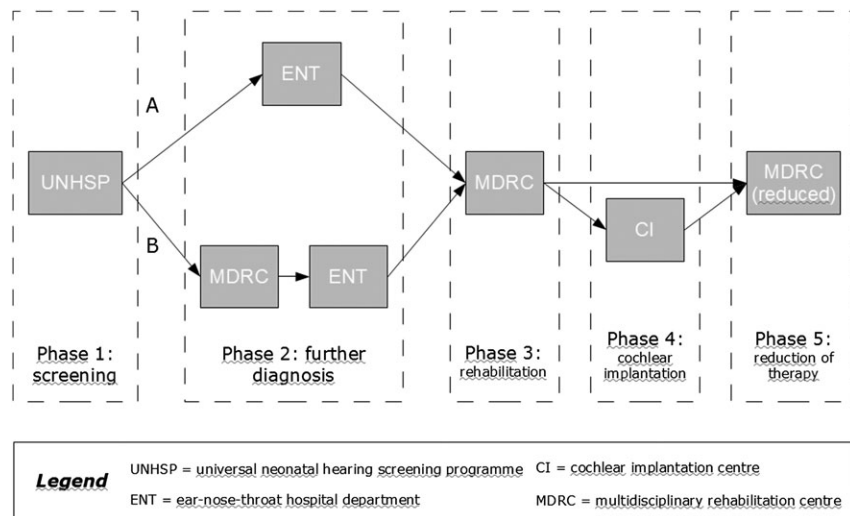 A
ENT
UNHSP
MDRC
MDRC
(reduced)
CI
B
MDRC
ENT
Phase 1:
screening
Phase 2: further
diagnosis
Phase 3:
rehabilitation
Phase 4:
cochlear
implantation
Phase 5:
reduction of
therapy
Legend
UNHSP = universal neonatal hearing screening programme
ENT = ear-nose-throat hospital department
CI = cochlear implantation centre
MDRC = multidisciplinary rehabilitation centre